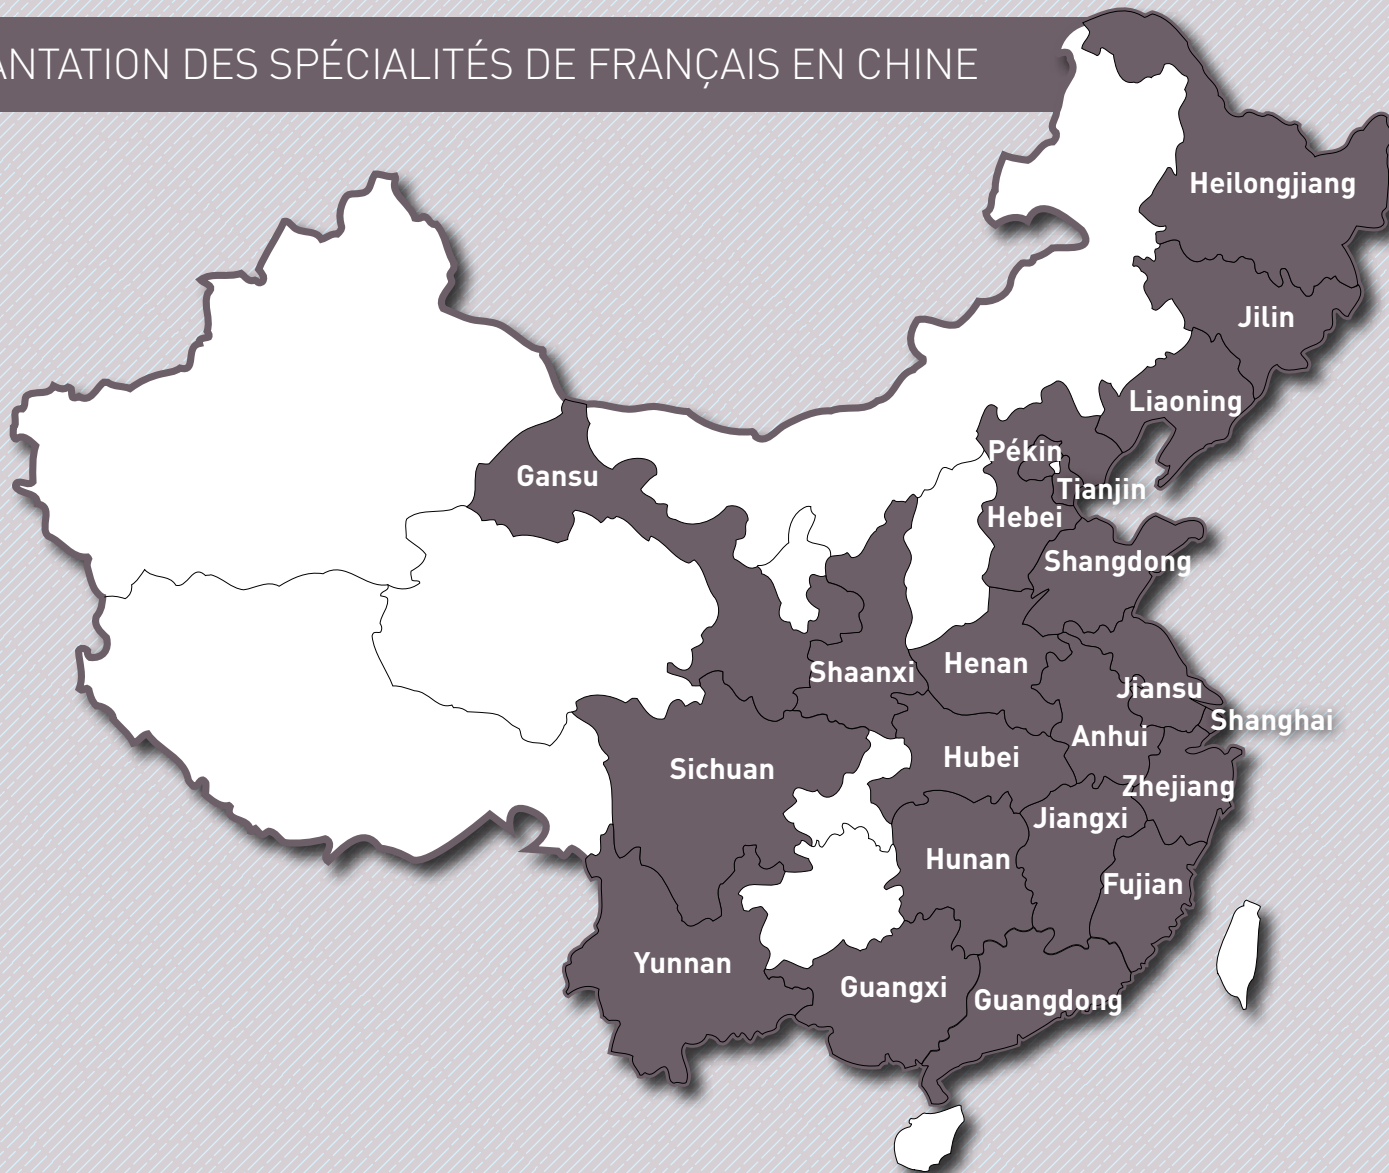 ANTATION DES SPÉCIALITÉS DE FRANÇAIS EN CHINE
Heilongjiang
Jilin
Liaoning
Pékin
Gansu
Tianjin
Hebei
Shangdong
Henan
Shaanxi
Jiansu
Shanghai
Anhui
Hubei
Sichuan
Zhejiang
Jiangxi
Hunan
Fujian
Yunnan
Guangxi
Guangdong